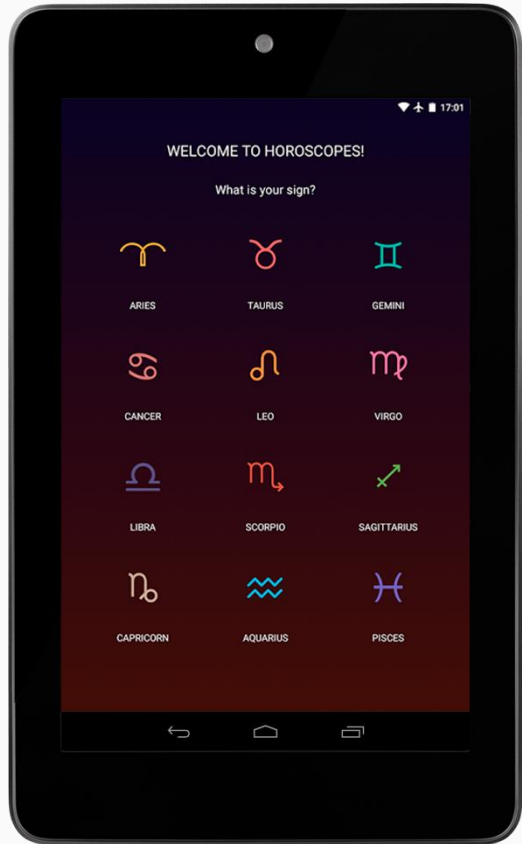 17:01
WELCOME TO HOROSCOPES!
What is your sign?
ARIES TAURUS GEMINI
CANCER LEO VIRGO
LIBRA SCORPIO SAGITTARIUS
CAPRICORN AQUARIUS PISCES